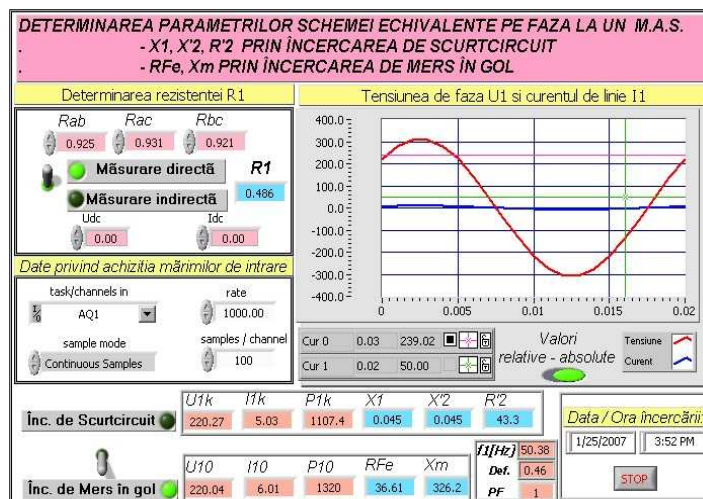 DETERMINAREA PARAMETRILOR SCHEMEI ECHIVALENTE PE FAZA LA UN M.A.S.
. - X1, X'2, R'2 PRIN ÎNCERCAREA DE SCURTCIRCUIT
. - RFe, Xm PRIN ÎNCERCAREA DE MERS ÎN GOL
Determinarea rezistentei R1
Rab Rac Rbc
0.925 0.931 0.921
Mãsurare directã
R1
Mãsurare indirectã
0.486
Udc Idc
0.00 0.00
Date privind achizitia mãrimilor de intrare
task/channels in rate
AQ1 1000.00
sample mode samples / channel
Continuous Samples 100
Tensiunea de faza U1 si curentul de linie I1
400.0
300.0
200.0
100.0
0.0
-100.0
-200.0
-300.0
-400.0
0 0.005 0.01 0.015 0.02
Cur 0 0.03 239.02
Cur 1 0.02 50.00
Valori
relative - absolute
Tensiune
Curent
U1k I1k P1k X1 X'2 R'2
Înc. de Scurtcircuit 220.27 5.03 1107.4 0.045 0.045 43.3
U10 I10 P10 RFe Xm
Înc. de Mers în gol 220.04 6.01 1320 36.61 326.2
f1[Hz] 50.38
Def. 0.46
PF 1
Data / Ora încercãrii:
1/25/2007 3:52 PM
STOP